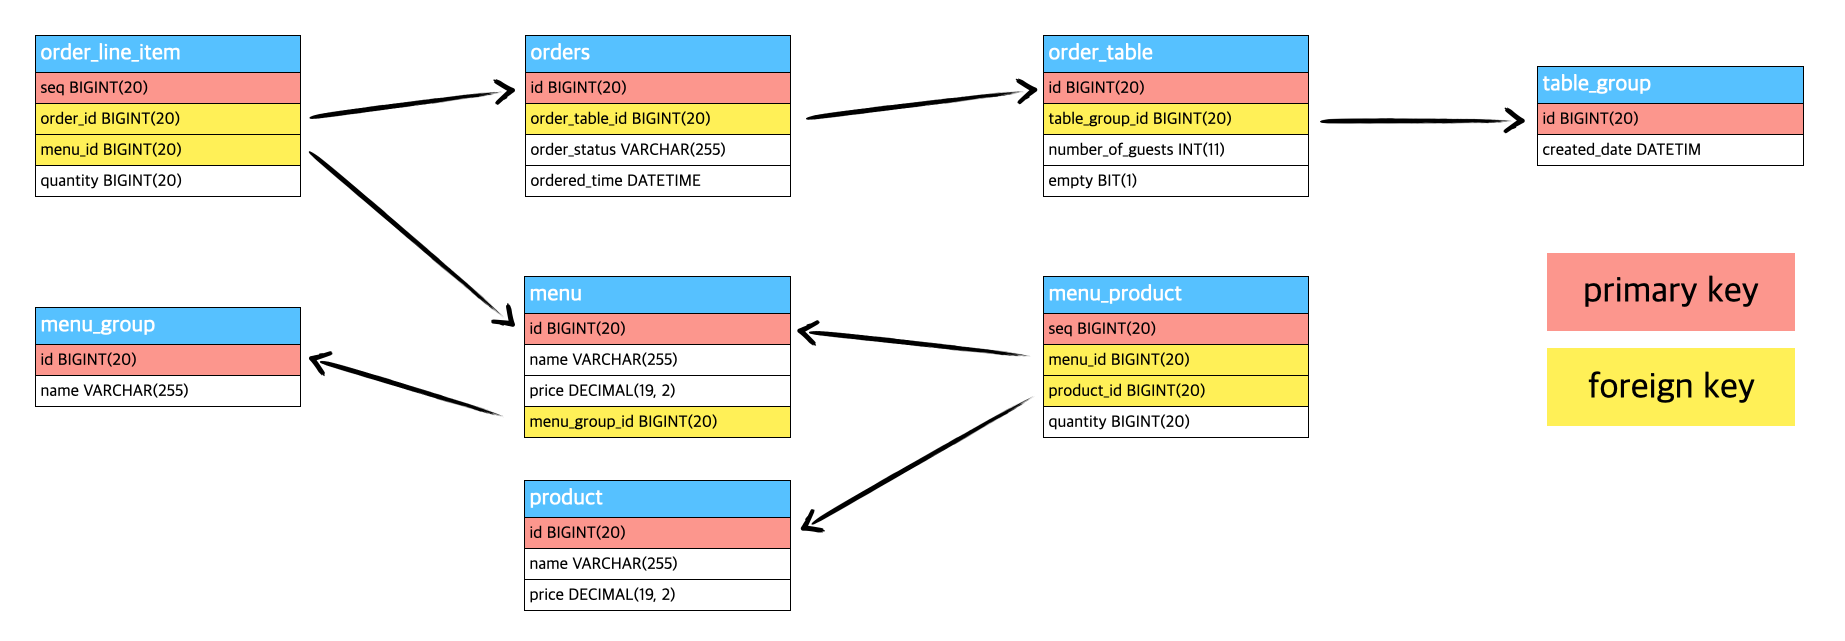 order_line_item
seq BIGINT(20)
order_id BIGINT(20)
menu_id BIGINT(20)
quantity BIGINT(20)
orders
id BIGINT(20)
order_table_id BIGINT(20)
order_status VARCHAR(255)
ordered_time DATETIME
order_table
id BIGINT(20)
table_group_id BIGINT(20)
number_of_guests INT(11)
empty BIT(1)
table_group
id BIGINT(20)
created_date DATETIM
menu_group
id BIGINT(20)
name VARCHAR(255)
menu
id BIGINT(20)
name VARCHAR(255)
price DECIMAL(19, 2)
menu_group_id BIGINT(20)
menu_product
seq BIGINT(20)
menu_id BIGINT(20)
product_id BIGINT(20)
quantity BIGINT(20)
primary key
foreign key
product
id BIGINT(20)
name VARCHAR(255)
price DECIMAL(19, 2)